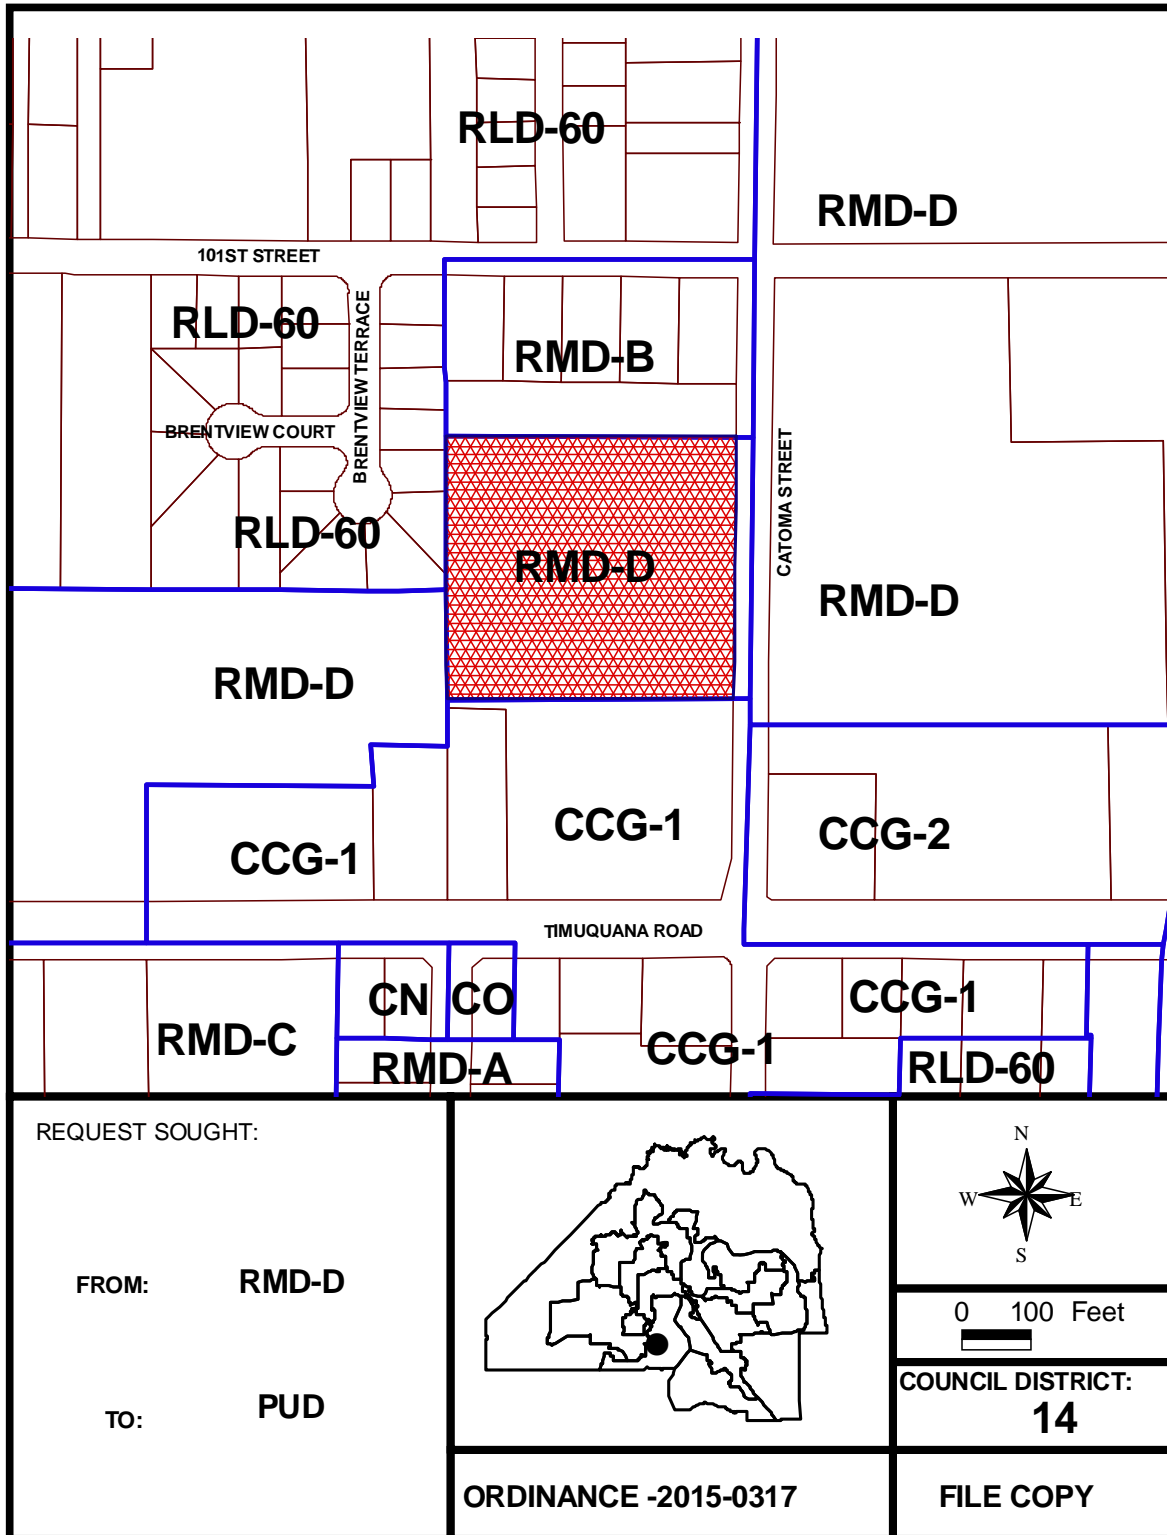 RLD-60
RMD-D
101ST STREET
RLD-60
BRENTVIEW TERRACE
RMD-B
BRENTVIEW COURT
CATOMA STREET
RLD-60
RMD-D
RMD-D
RMD-D
CCG-1
CCG-2
CCG-1
TIMUQUANA ROAD
CN
CO
CCG-1
RMD-C
CCG-1
RMD-A
RLD-60
REQUEST SOUGHT:
FROM: RMD-D
TO: PUD
N
W E
S
0 100 Feet
COUNCIL DISTRICT:
14
ORDINANCE -2015-0317
FILE COPY